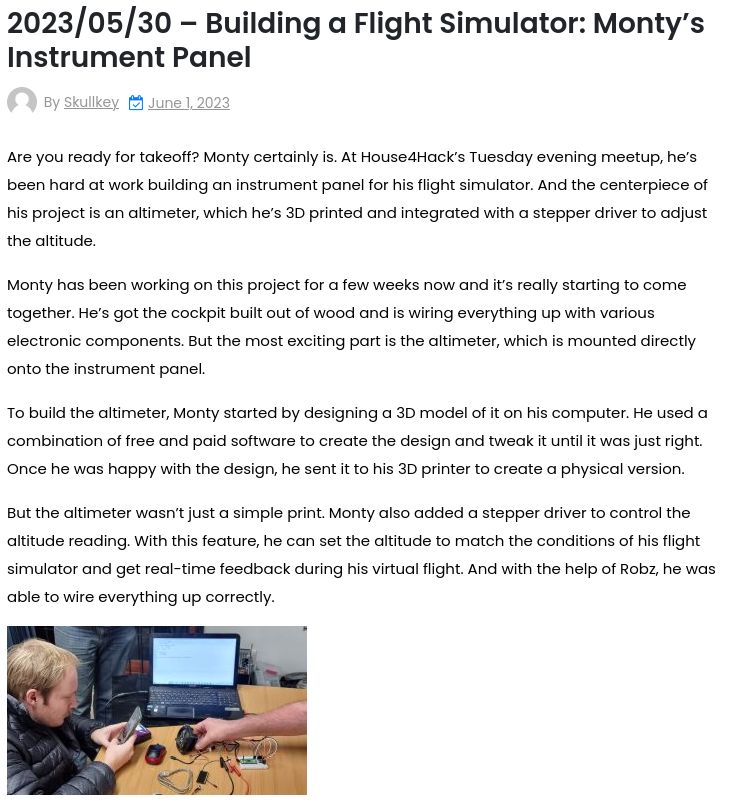 2023/05/30 – Building a Flight Simulator: Monty’s
Instrument Panel
By Skullkey June 1, 2023
Are you ready for takeoff? Monty certainly is. At House4Hack’s Tuesday evening meetup, he’s
been hard at work building an instrument panel for his flight simulator. And the centerpiece of
his project is an altimeter, which he’s 3D printed and integrated with a stepper driver to adjust
the altitude.
Monty has been working on this project for a few weeks now and it’s really starting to come
together. He’s got the cockpit built out of wood and is wiring everything up with various
electronic components. But the most exciting part is the altimeter, which is mounted directly
onto the instrument panel.
To build the altimeter, Monty started by designing a 3D model of it on his computer. He used a
combination of free and paid software to create the design and tweak it until it was just right.
Once he was happy with the design, he sent it to his 3D printer to create a physical version.
But the altimeter wasn’t just a simple print. Monty also added a stepper driver to control the
altitude reading. With this feature, he can set the altitude to match the conditions of his flight
simulator and get real-time feedback during his virtual flight. And with the help of Robz, he was
able to wire everything up correctly.